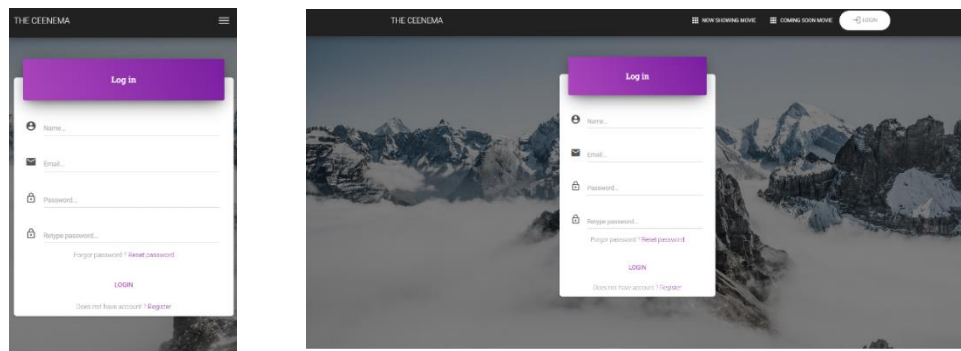 THE CEENEMA
Log in
Name...
Email...
Password...
Retype password...
Forgot password ? Reset password
LOGIN
Does not have account ? Register
THE CEENEMA
NOW SHOWING MOVIE
COMING SOON MOVIE
LOGIN
Log in
Name...
Email...
Password...
Retype password...
Forgot password ? Reset password
LOGIN
Does not have account ? Register